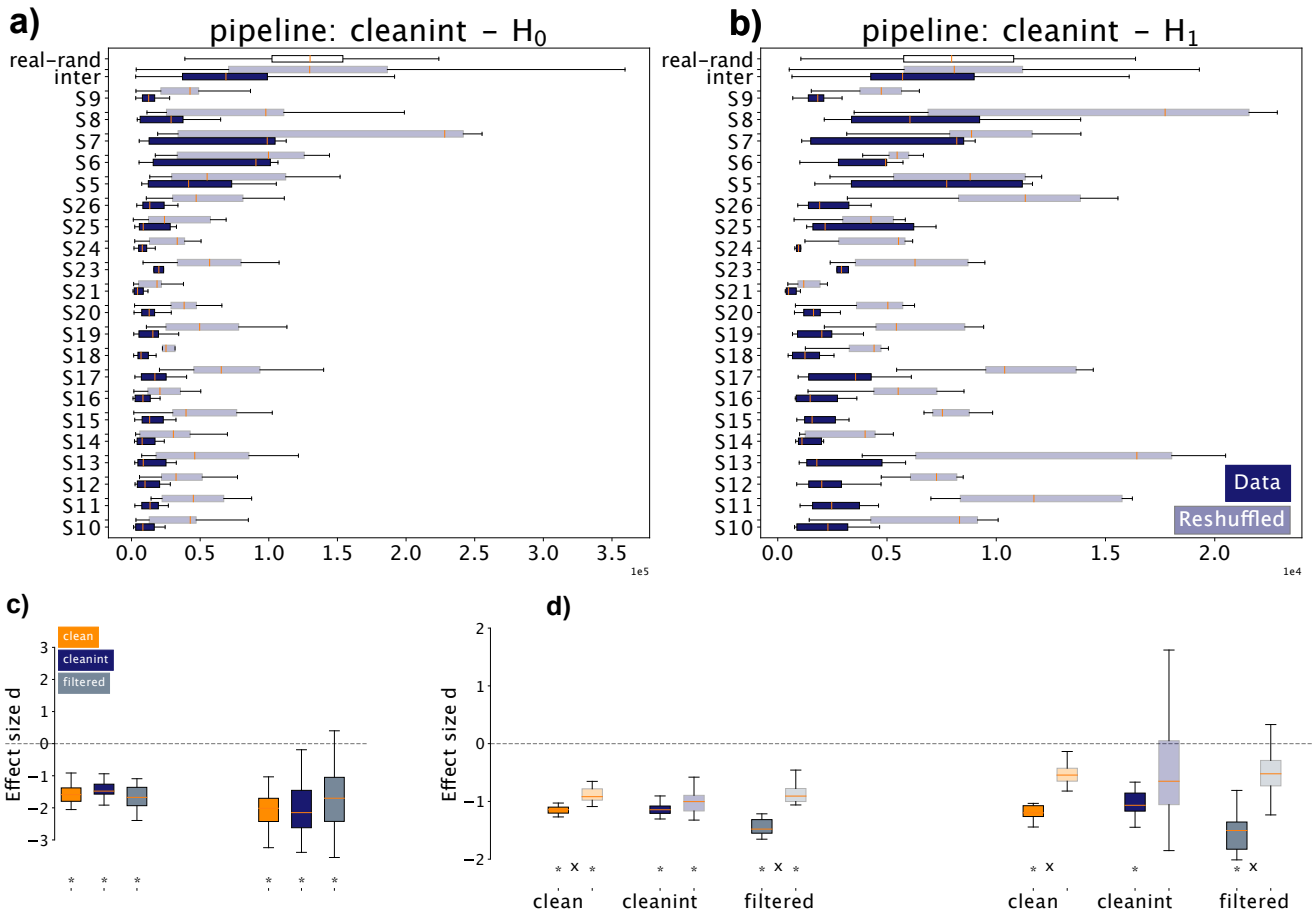 a)
pipeline: cleanint – H0
real-rand
inter
S9
S8
S7
S6
S5
S26
S25
S24
S23
S21
S20
S19
S18
S17
S16
S15
S14
S13
S12
S11
S10
0.0 0.5 1.0 1.5 2.0 2.5 3.0 3.5
1e5
b)
pipeline: cleanint – H1
real-rand
inter
S9
S8
S7
S6
S5
S26
S25
S24
S23
S21
S20
S19
S18
S17
S16
S15
S14
S13
S12
S11
S10
Data
Reshuffled
0.0 0.5 1.0 1.5 2.0
1e4
c)
clean
cleanint
filtered
Effect size d
3
2
1
0
−1
−2
−3
* * * * * *
d)
Effect size d
2
1
0
−1
−2
* x * * * * x * * x * * x
clean cleanint filtered clean cleanint filtered